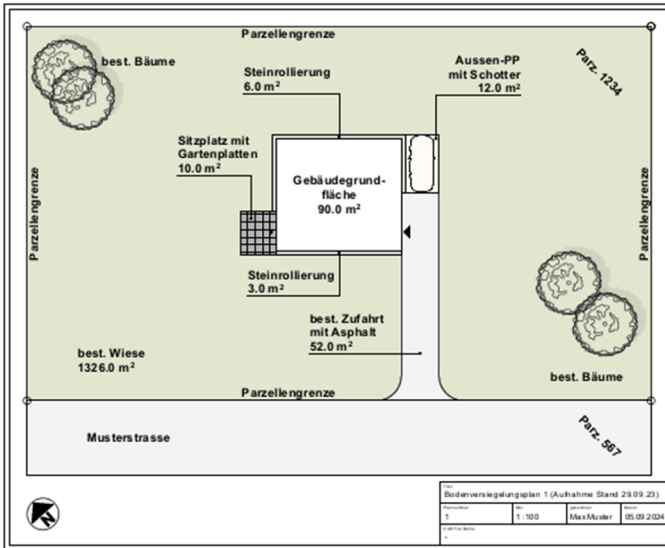 Parzellengrenze
best. Bäume
Steinrollierung
6.0 m²
Aussen-PP
mit Schotter
12.0 m²
Parz. 1234
Sitzplatz mit
Gartenplatten
10.0 m²
Gebäudegrund-
fläche
90.0 m²
Parzellengrenze
Parzellengrenze
Steinrollierung
3.0 m²
best. Zufahrt
mit Asphalt
52.0 m²
best. Wiese
1326.0 m²
best. Bäume
Parzellengrenze
Musterstrasse
Parz. 567
Bodenversiegelungsplan 1 (Aufnahme Stand 29.09.23)
1
1:100
Max Muster
05.09.2024
-